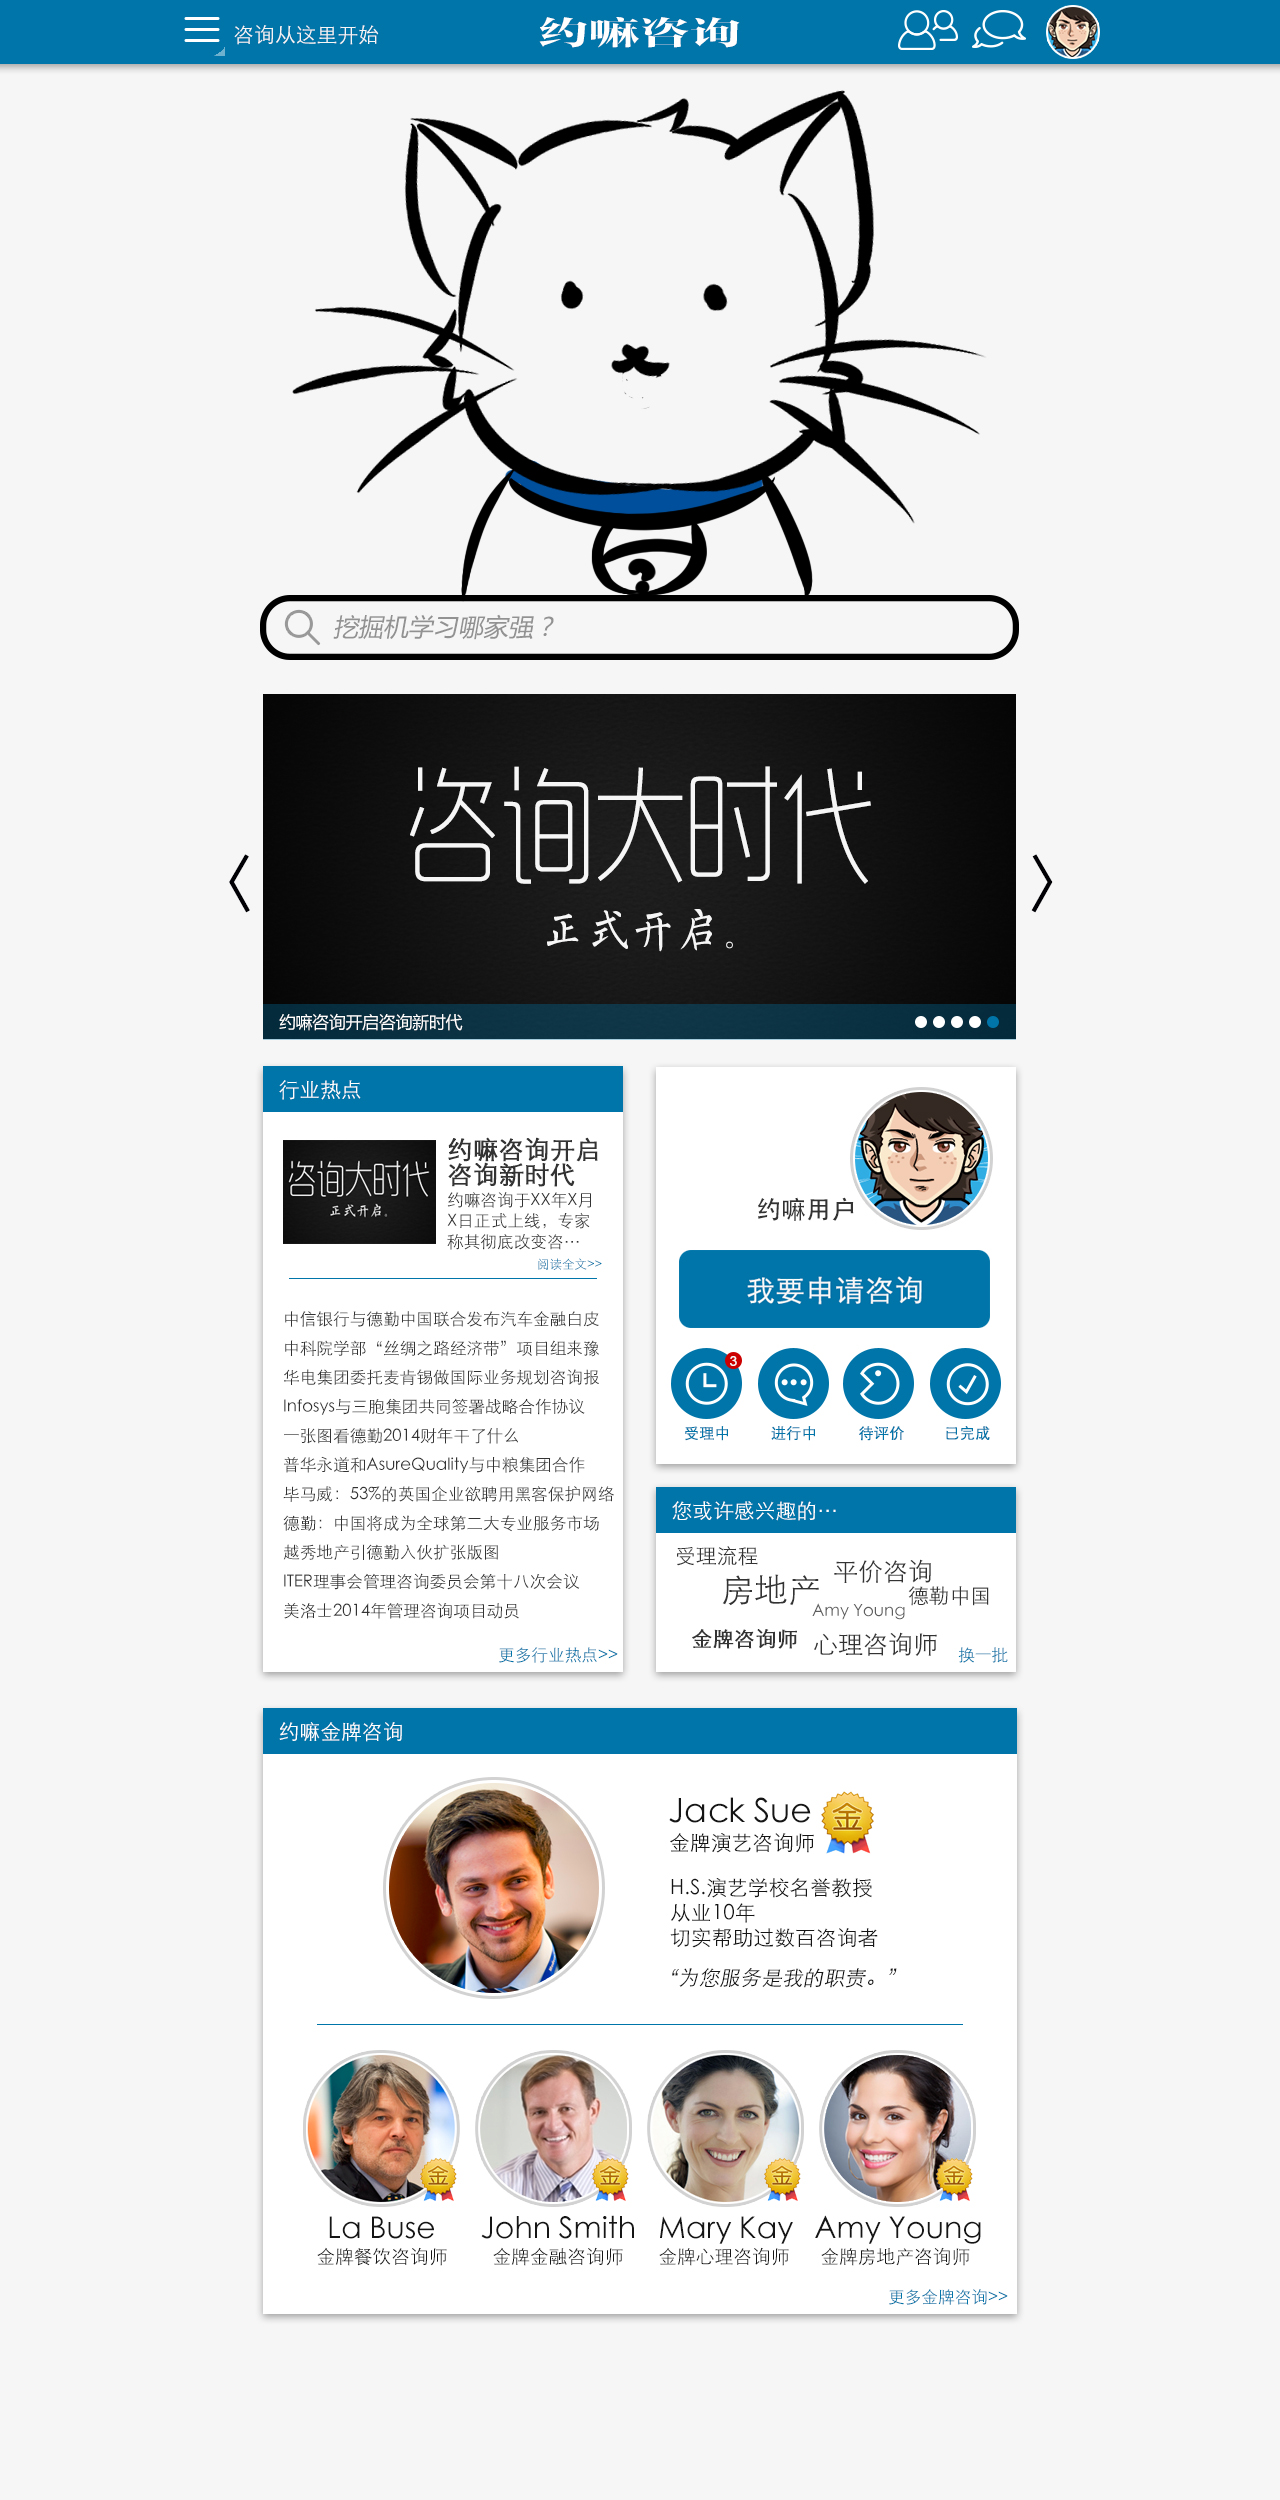 咨询从这里开始
约嘛咨询
挖掘机学习哪家强？
咨询大时代
正式开启。
约嘛咨询开启咨询新时代
行业热点
咨询大时代
正式开启。
约嘛咨询开启
咨询新时代
约嘛咨询于XX年X月
X日正式上线，专家
称其彻底改变咨…
阅读全文>>
中信银行与德勤中国联合发布汽车金融白皮
中科院学部“丝绸之路经济带”项目组来豫
华电集团委托麦肯锡做国际业务规划咨询报
Infosys与三胞集团共同签署战略合作协议
一张图看德勤2014财年干了什么
普华永道和AsureQuality与中粮集团合作
毕马威：53%的英国企业欲聘用黑客保护网络
德勤：中国将成为全球第二大专业服务市场
越秀地产引德勤入伙扩张版图
ITER理事会管理咨询委员会第十八次会议
美洛士2014年管理咨询项目动员
更多行业热点>>
约嘛用户
我要申请咨询
3
受理中
进行中
待评价
已完成
您或许感兴趣的…
受理流程
平价咨询
房地产
德勤中国
Amy Young
金牌咨询师
心理咨询师
换一批
约嘛金牌咨询
Jack Sue
金
金牌演艺咨询师
H.S.演艺学校名誉教授
从业10年
切实帮助过数百咨询者
“为您服务是我的职责。”
金
金
金
金
La Buse
金牌餐饮咨询师
John Smith
金牌金融咨询师
Mary Kay
金牌心理咨询师
Amy Young
金牌房地产咨询师
更多金牌咨询>>